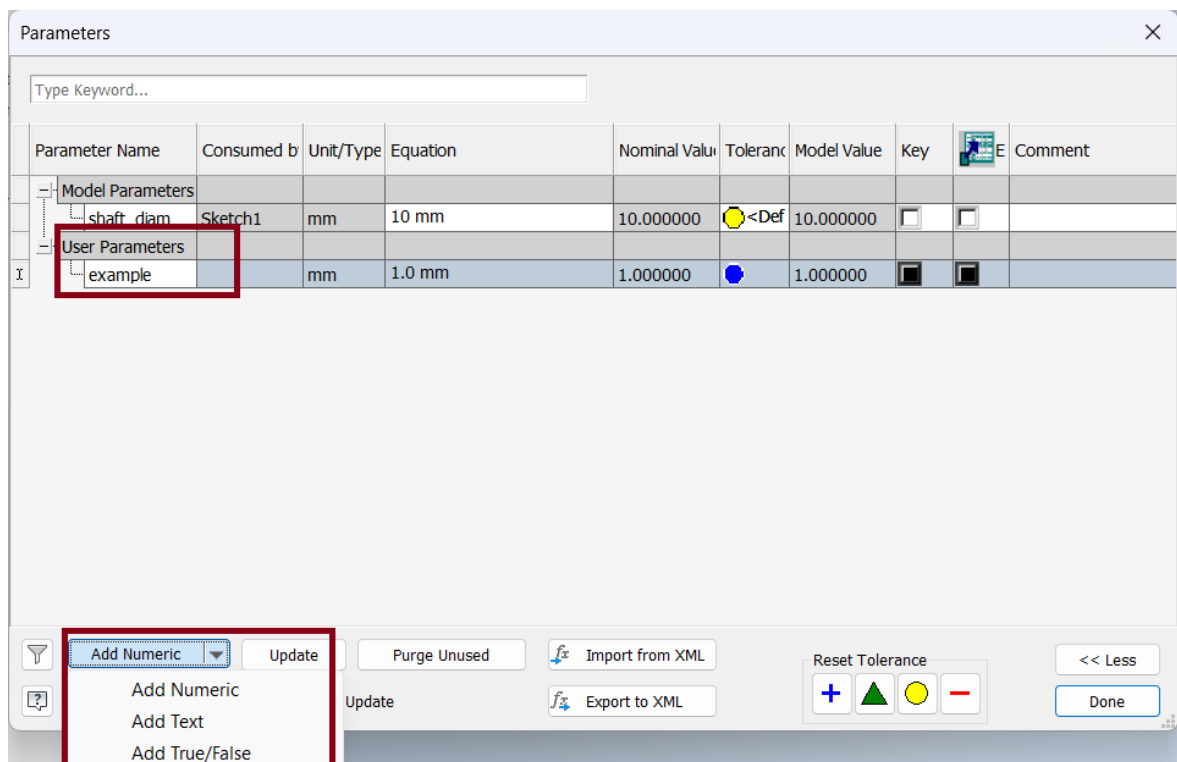 Parameters
Type Keyword...
Parameter Name Consumed b Unit/Type Equation Nominal Valu Toleranc Model Value Key E Comment
Model Parameters
shaft_diam Sketch1 mm 10 mm 10.000000 <Def 10.000000
User Parameters
example mm 1.0 mm 1.000000 1.000000
Add Numeric Update Purge Unused fx Import from XML Reset Tolerance << Less
Add Numeric
Update fx Export to XML Done
Add Text
Add True/False